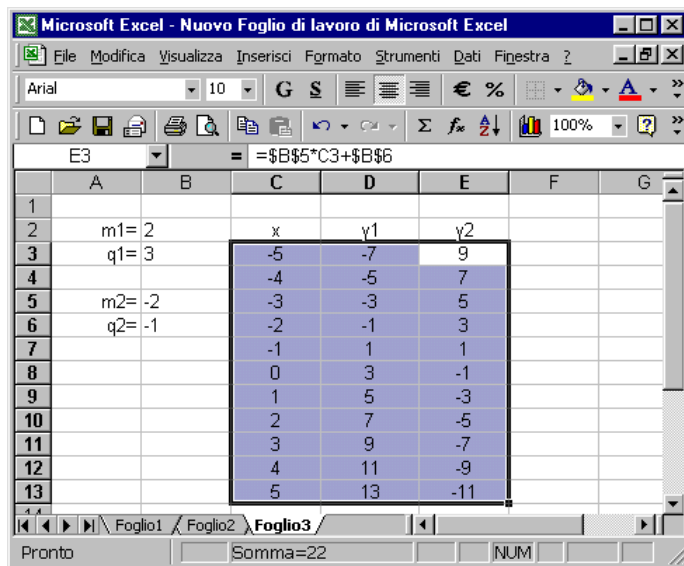 Microsoft Excel - Nuovo Foglio di lavoro di Microsoft Excel
File Modifica Visualizza Inserisci Formato Strumenti Dati Finestra ?
Arial 10 G S € % A »
Σ fx 100% ? »
E3 = =$B$5*C3+$B$6
A B C D E F G
1
2 m1= 2 x y1 y2
3 q1= 3 -5 -7 9
4 -4 -5 7
5 m2= -2 -3 -3 5
6 q2= -1 -2 -1 3
7 -1 1 1
8 0 3 -1
9 1 5 -3
10 2 7 -5
11 3 9 -7
12 4 11 -9
13 5 13 -11
Foglio1 Foglio2 Foglio3
Pronto Somma=22 NUM